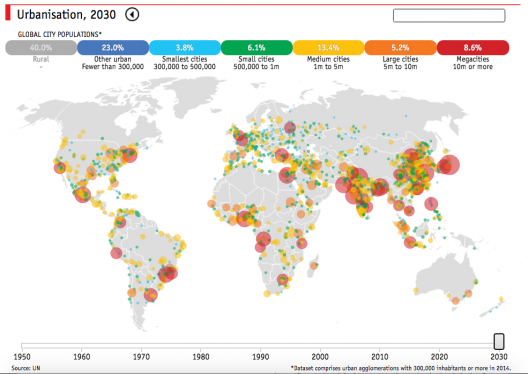 Urbanisation, 2030
GLOBAL CITY POPULATIONS*
40.0% 23.0% 3.8% 6.1% 13.4% 5.2% 8.6%
Rural Other urban Smallest cities Small cities Medium cities Large cities Megacities
- Fewer than 300,000 300,000 to 500,000 500,000 to 1m 1m to 5m 5m to 10m 10m or more
1950 1960 1970 1980 1990 2000 2010 2020 2030
Source: UN *Dataset comprises urban agglomerations with 300,000 inhabitants or more in 2014.